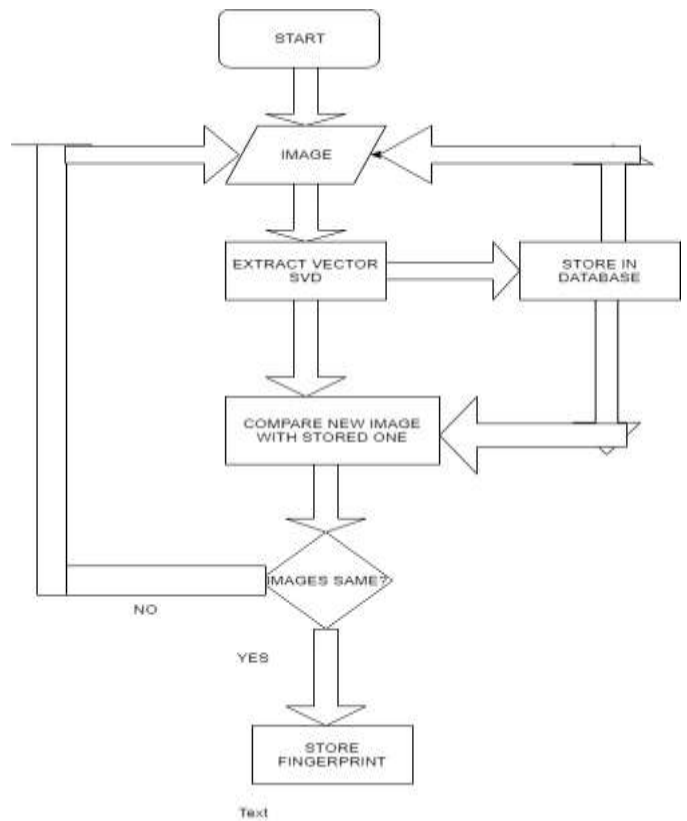 START
IMAGE
EXTRACT VECTOR
SVD
STORE IN
DATABASE
COMPARE NEW IMAGE
WITH STORED ONE
IMAGES SAME?
NO
YES
STORE
FINGERPRINT
Text